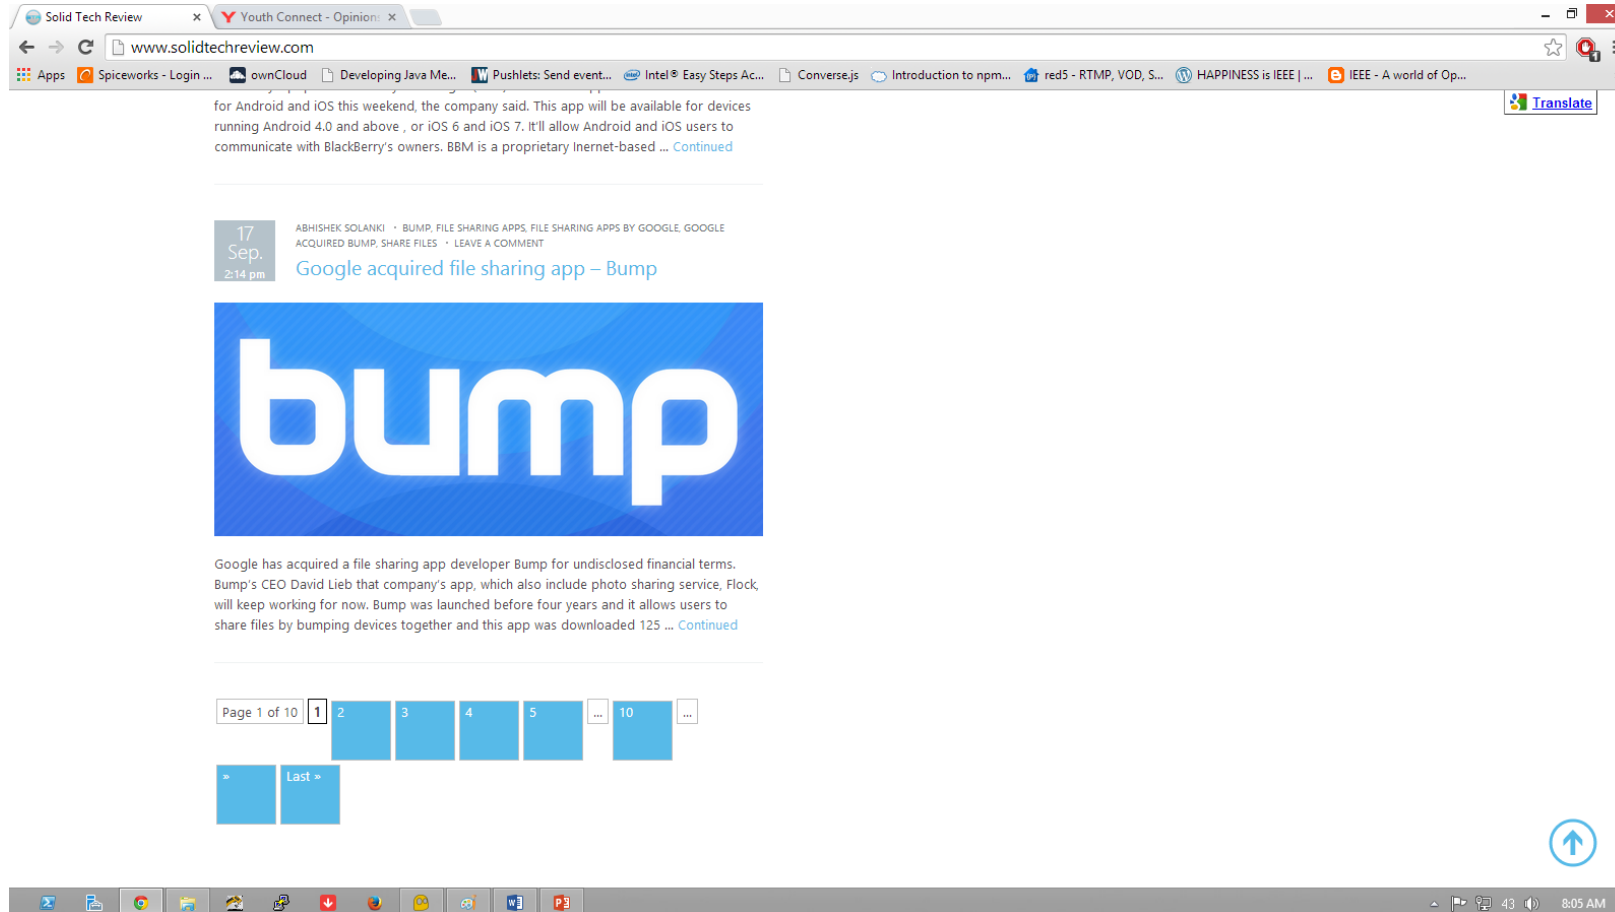 Solid Tech Review × Youth Connect - Opinion ×
www.solidtechreview.com
Apps Spiceworks - Login ... ownCloud Developing Java Me... Pushlets: Send event... Intel® Easy Steps Ac... Converse.js Introduction to npm... red5 - RTMP, VOD, S... HAPPINESS is IEEE | ... IEEE - A world of Op...
Translate
for Android and iOS this weekend, the company said. This app will be available for devices
running Android 4.0 and above , or iOS 6 and iOS 7. It'll allow Android and iOS users to
communicate with BlackBerry's owners. BBM is a proprietary Inernet-based ... Continued
17
Sep.
2:14 pm
ABHISHEK SOLANKI · BUMP, FILE SHARING APPS, FILE SHARING APPS BY GOOGLE, GOOGLE
ACQUIRED BUMP, SHARE FILES · LEAVE A COMMENT
Google acquired file sharing app – Bump
bump
Google has acquired a file sharing app developer Bump for undisclosed financial terms.
Bump's CEO David Lieb that company's app, which also include photo sharing service, Flock,
will keep working for now. Bump was launched before four years and it allows users to
share files by bumping devices together and this app was downloaded 125 ... Continued
Page 1 of 10 1 2 3 4 5 ... 10 ...
» Last »
43 8:05 AM